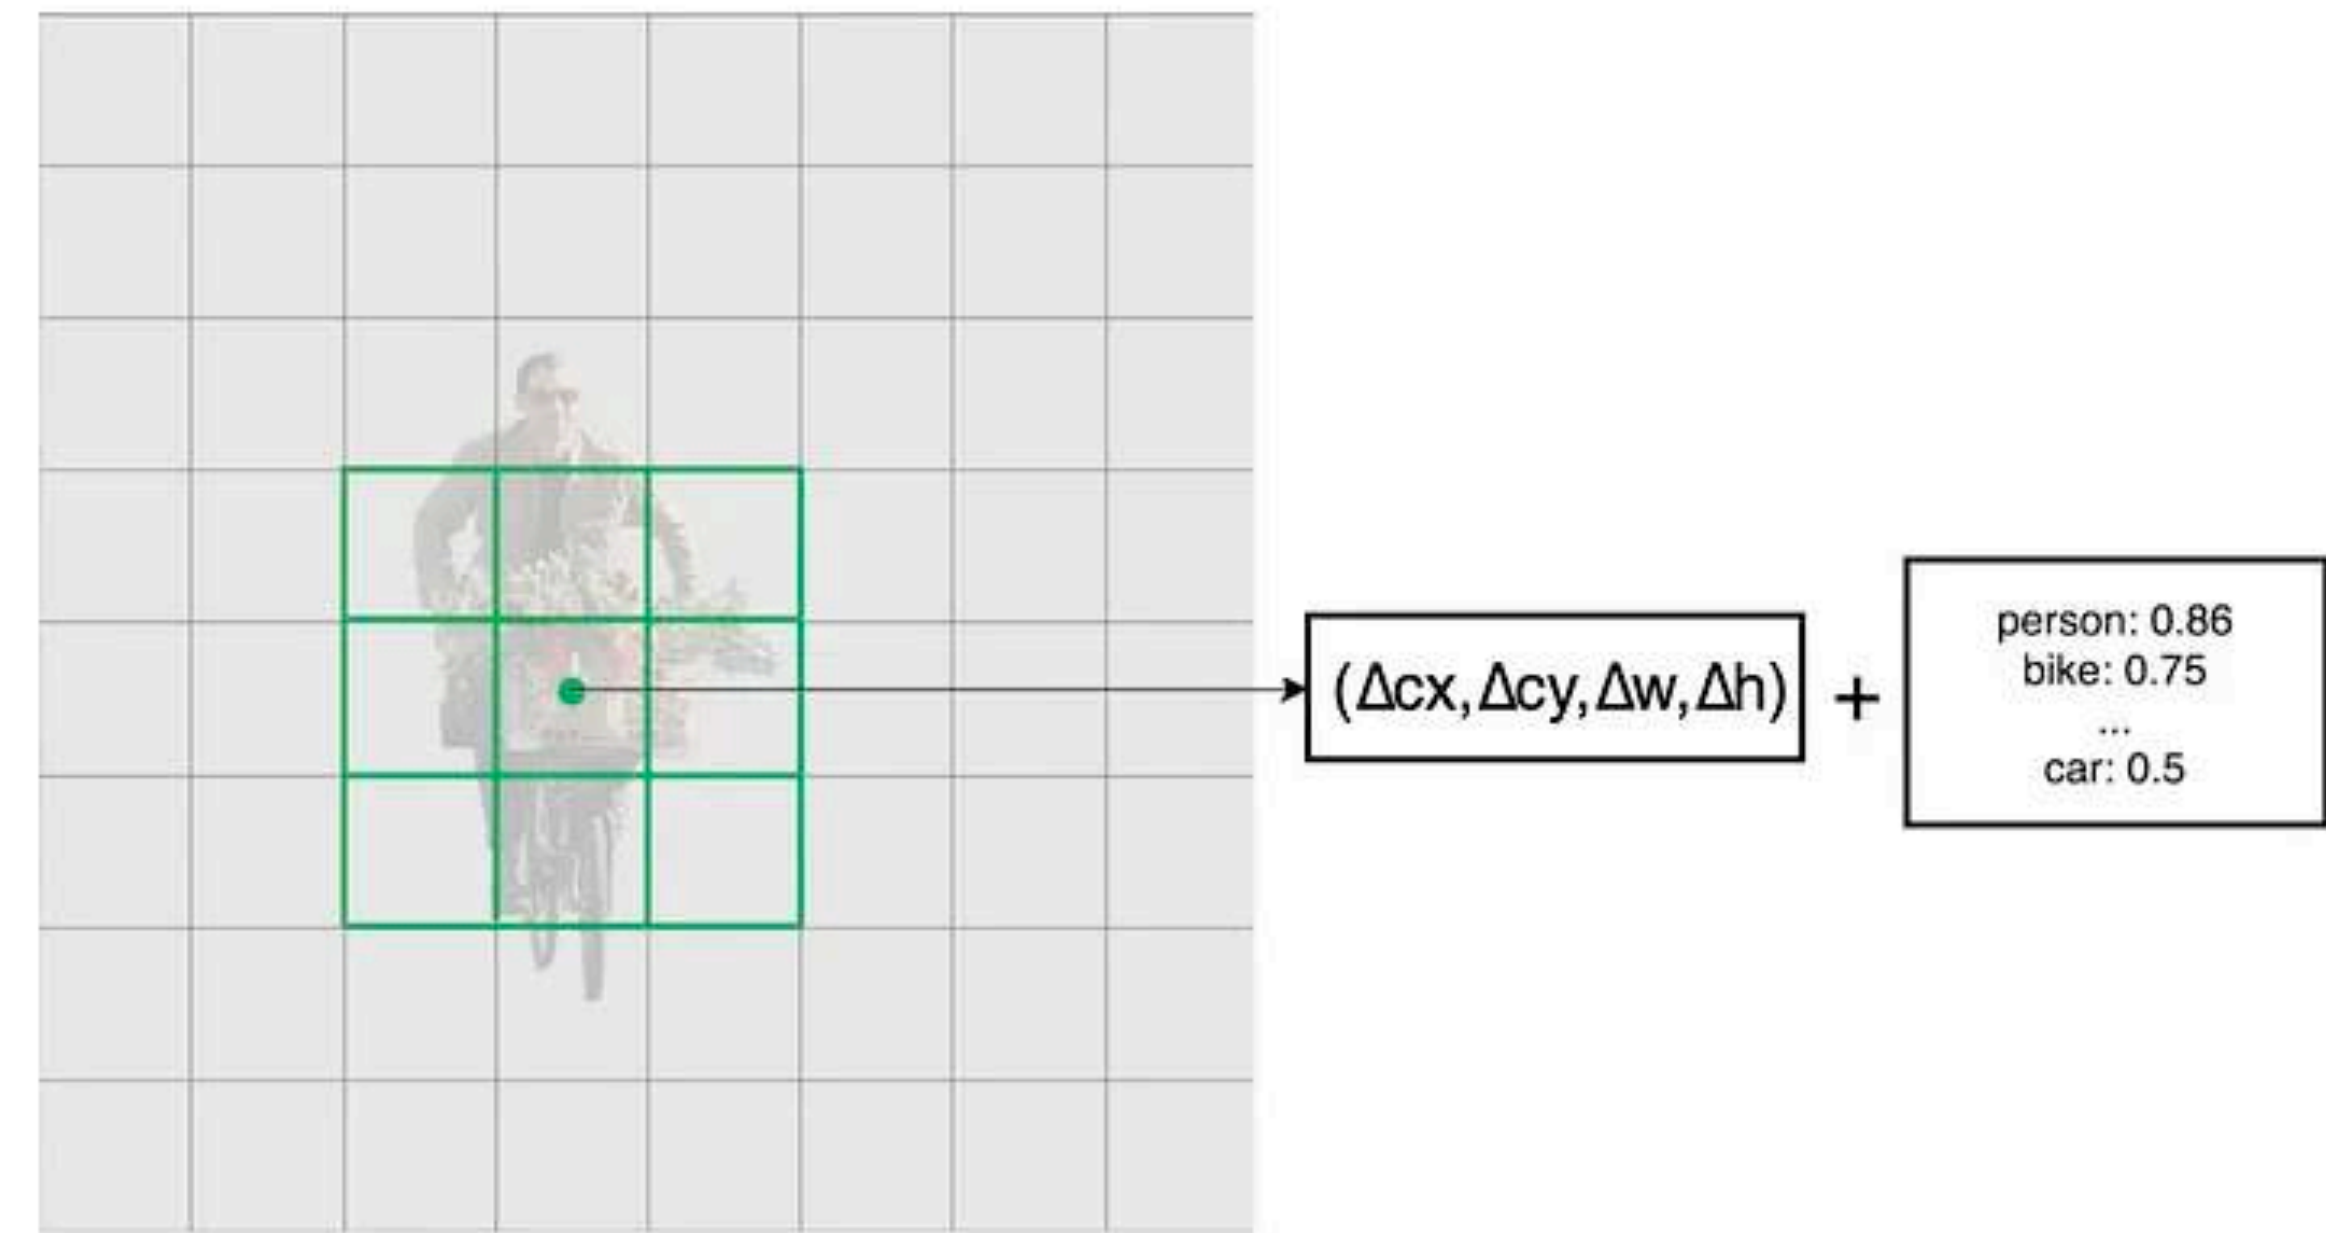 (Δcx,Δcy,Δw,Δh)
+
person: 0.86
bike: 0.75
...
car: 0.5